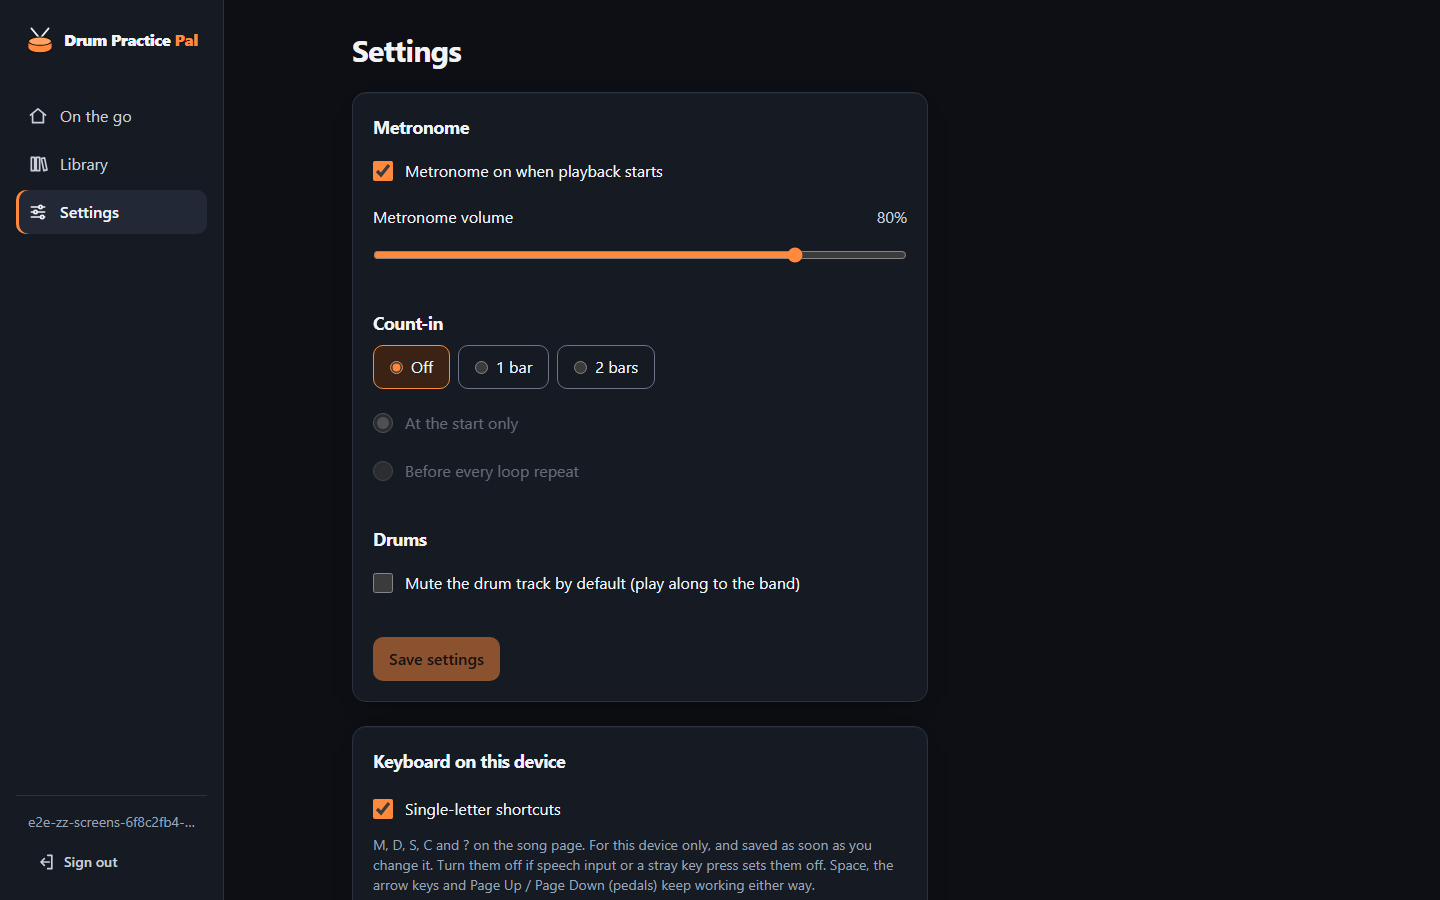 Drum Practice Pal
On the go
Library
Settings
e2e-zz-screens-6f8c2fb4-...
Sign out
Settings
Metronome
Metronome on when playback starts
Metronome volume 80%
Count-in
Off 1 bar 2 bars
At the start only
Before every loop repeat
Drums
Mute the drum track by default (play along to the band)
Save settings
Keyboard on this device
Single-letter shortcuts
M, D, S, C and ? on the song page. For this device only, and saved as soon as you
change it. Turn them off if speech input or a stray key press sets them off. Space, the
arrow keys and Page Up / Page Down (pedals) keep working either way.